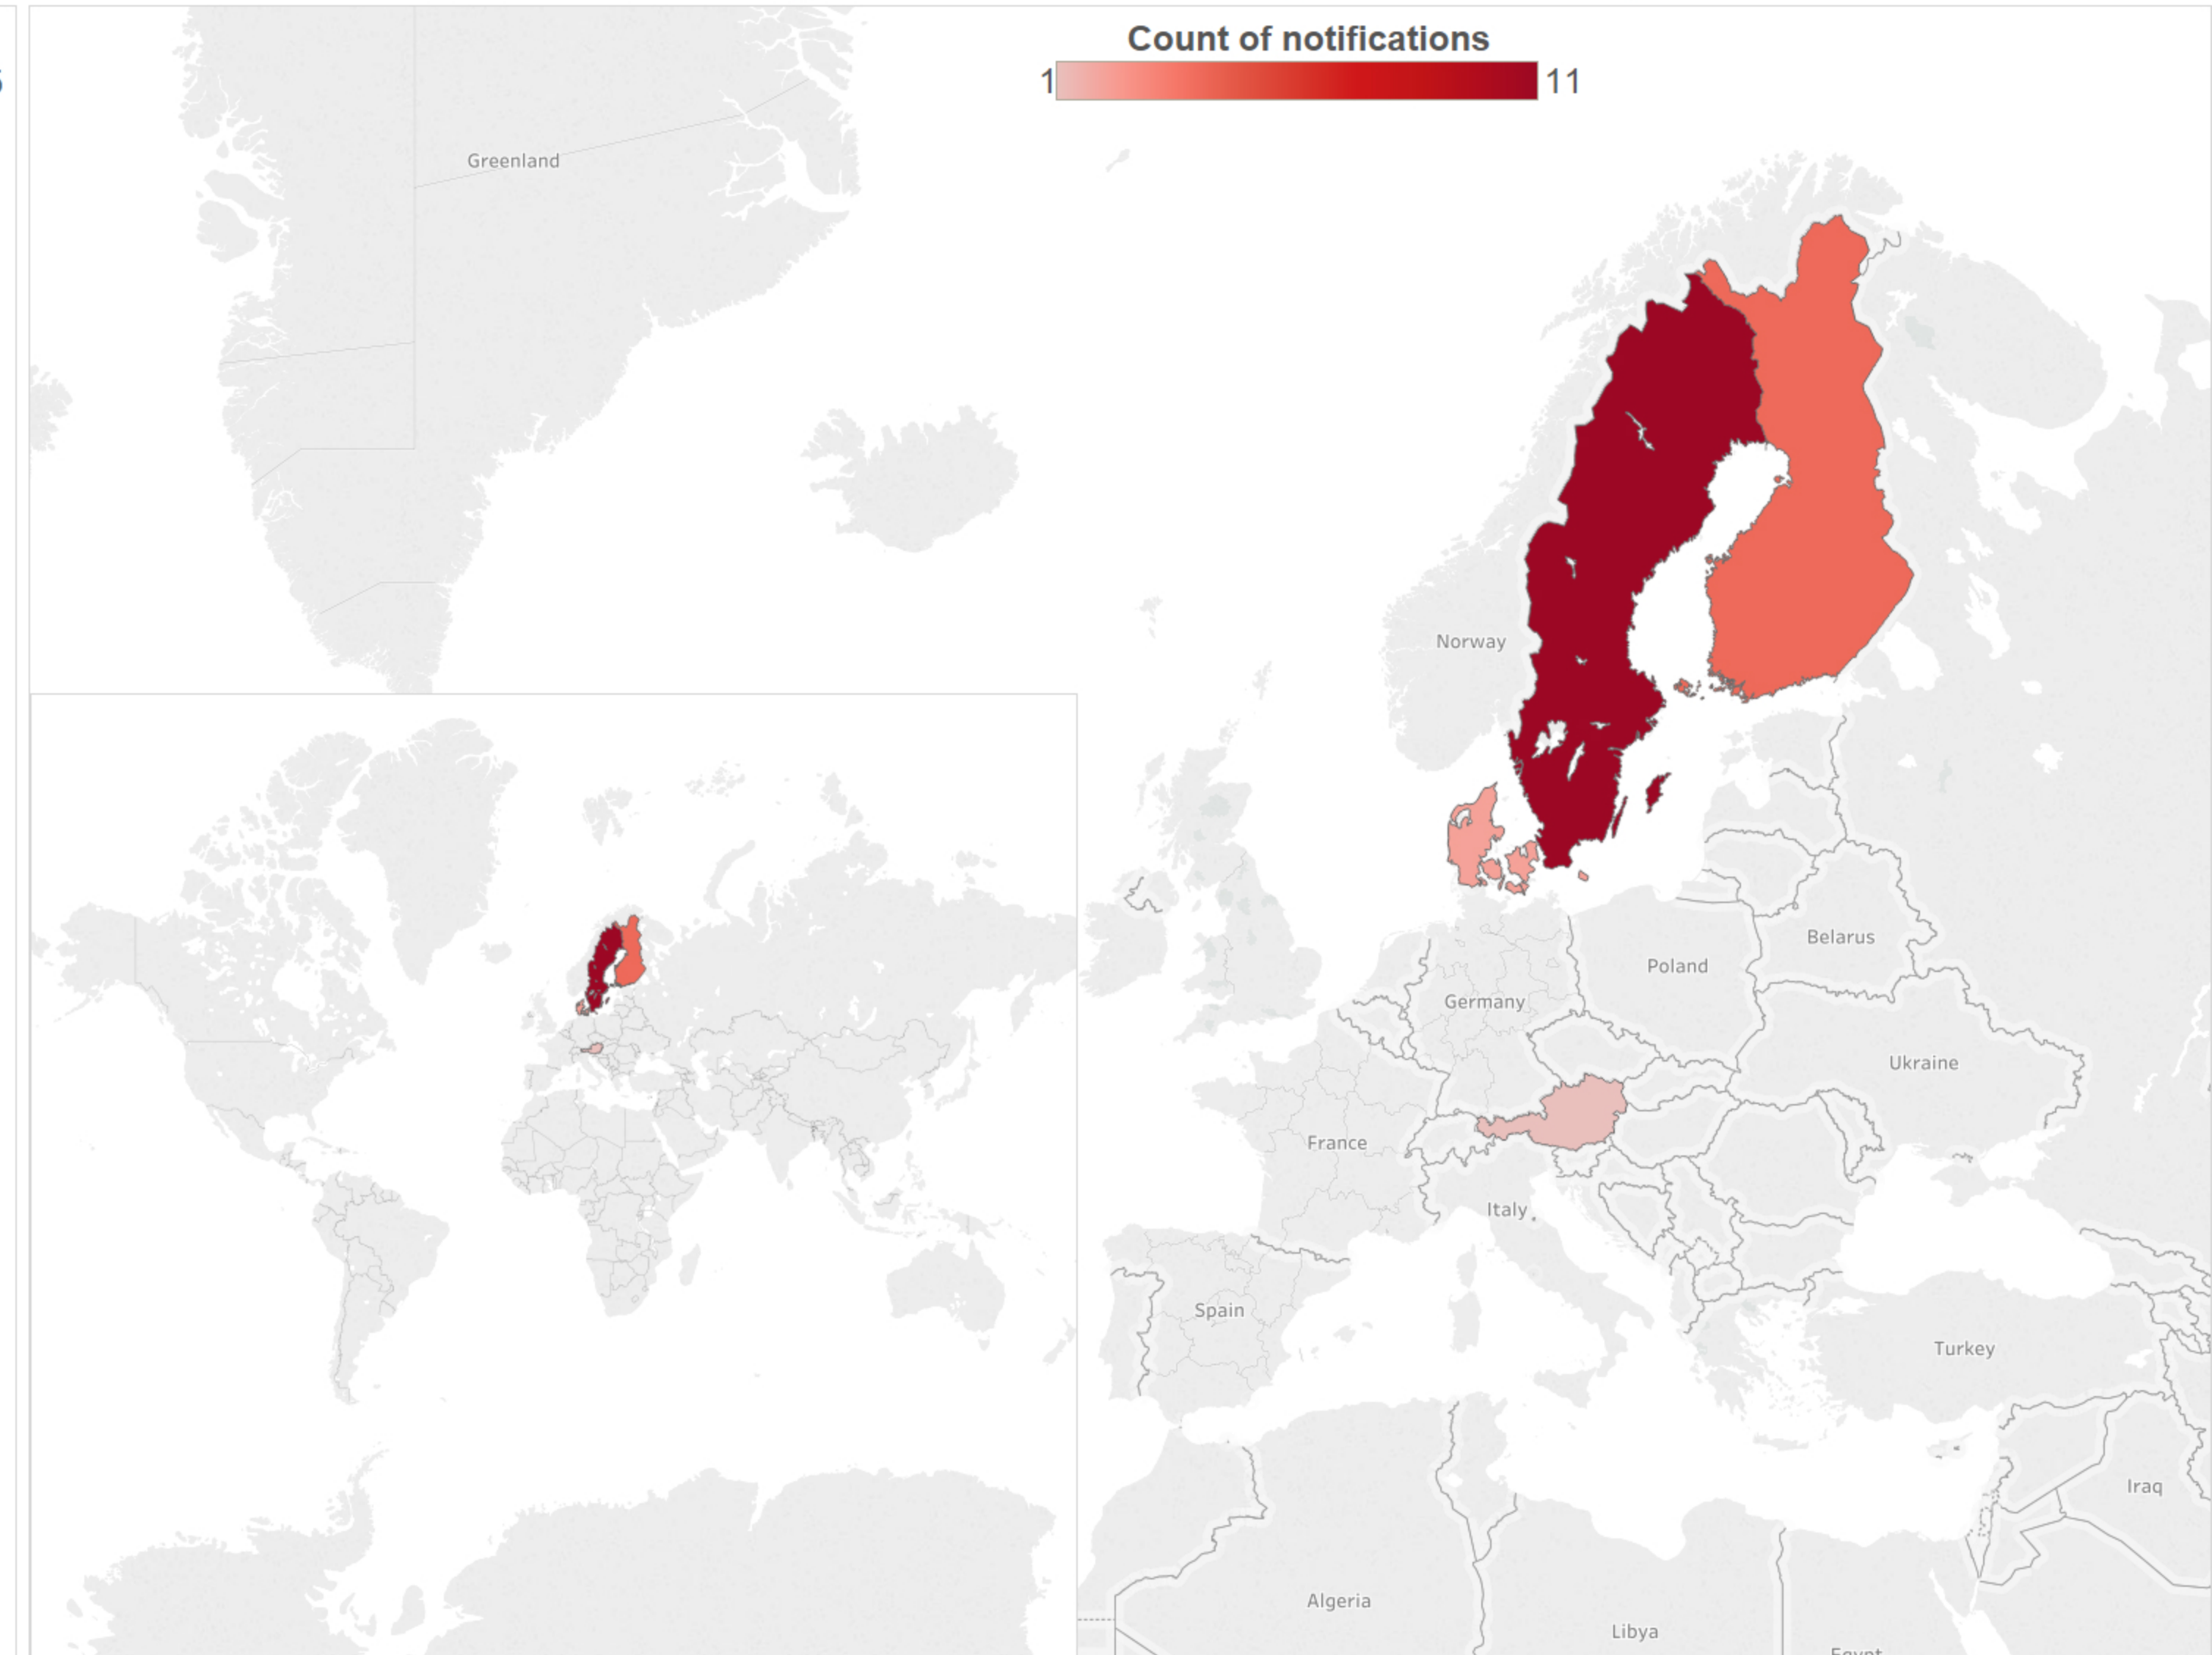 Count of notifications
1 11
Greenland
Norway
Belarus
Poland
Germany
Ukraine
France
Italy
Spain
Turkey
Iraq
Algeria
Libya